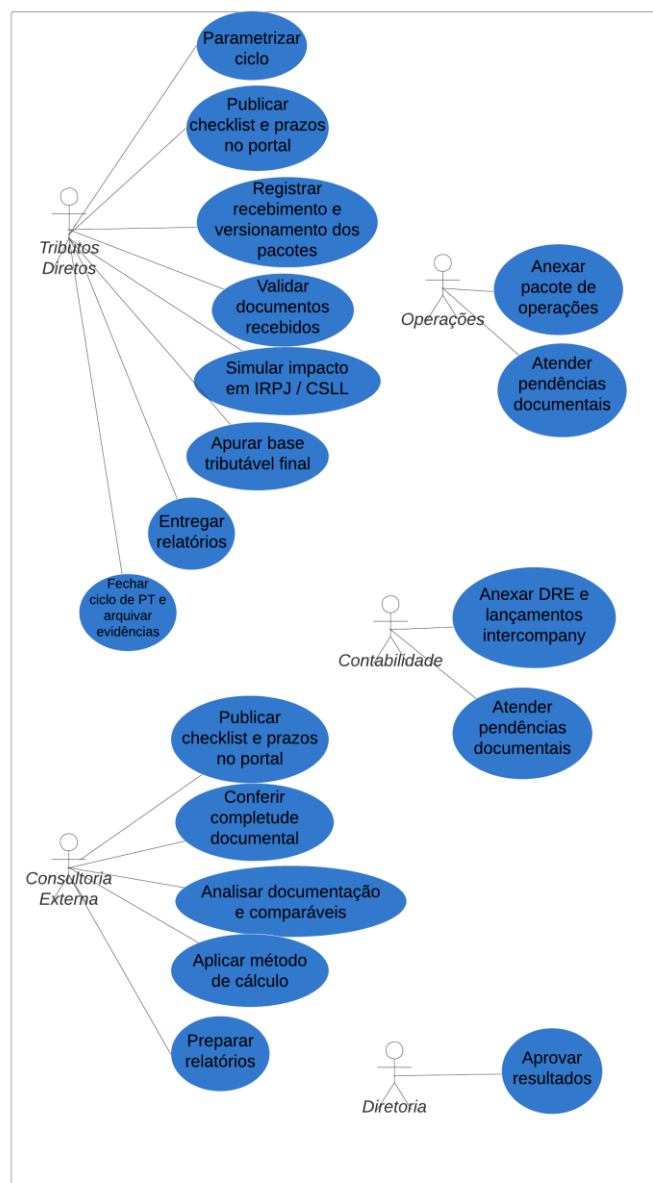 Parametrizar
ciclo
Publicar
checklist e prazos
no portal
Registrar
recebimento e
versionamento dos
pacotes
Tributos
Diretos
Validar
documentos
recebidos
Simular impacto
em IRPJ / CSLL
Apurar base
tributável final
Entregar
relatórios
Fechar
ciclo de PT e
arquivar
evidências
Operações
Anexar
pacote de
operações
Atender
pendências
documentais
Contabilidade
Anexar DRE e
lançamentos
intercompany
Atender
pendências
documentais
Consultoria
Externa
Publicar
checklist e prazos
no portal
Conferir
completude
documental
Analisar documentação
e comparáveis
Aplicar método
de cálculo
Preparar
relatórios
Diretoria
Aprovar
resultados